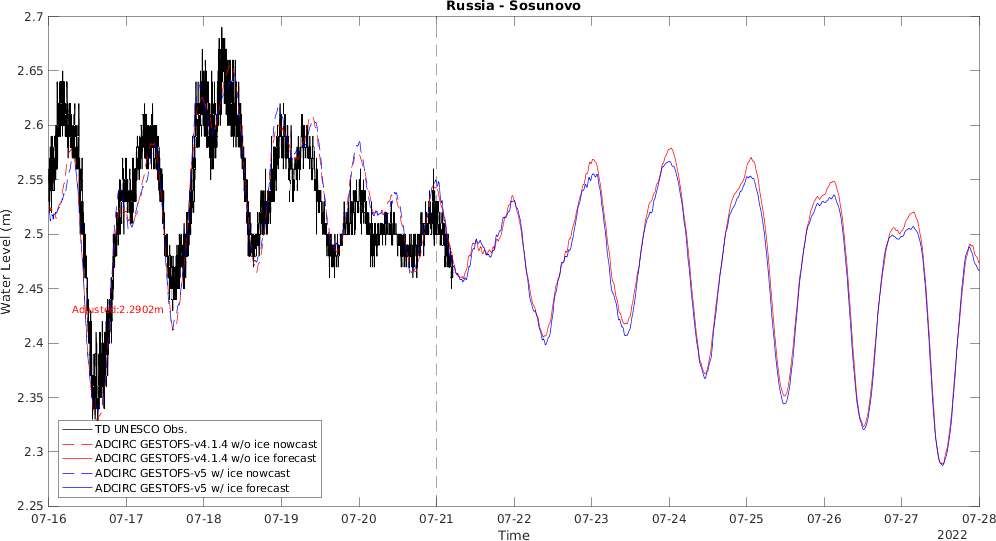 Russia - Sosunovo
2.7
2.65
2.6
2.55
2.5
2.45
2.4
2.35
2.3
2.25
Water Level (m)
Adjusted:2.2902m
TD UNESCO Obs.
ADCIRC GESTOFS-v4.1.4 w/o ice nowcast
ADCIRC GESTOFS-v4.1.4 w/o ice forecast
ADCIRC GESTOFS-v5 w/ ice nowcast
ADCIRC GESTOFS-v5 w/ ice forecast
07-16 07-17 07-18 07-19 07-20 07-21 07-22 07-23 07-24 07-25 07-26 07-27 07-28
Time
2022